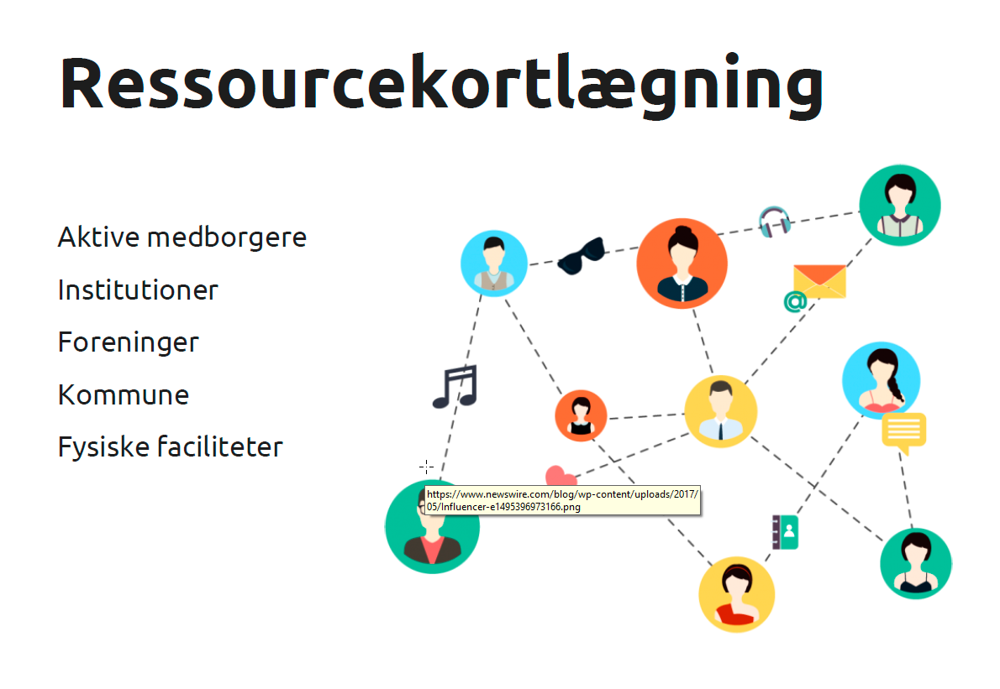 Ressourcekortlægning
Aktive medborgere
Institutioner
Foreninger
Kommune
Fysiske faciliteter
@
https://www.newswire.com/blog/wp-content/uploads/2017/
05/Influencer-e1495396973166.png